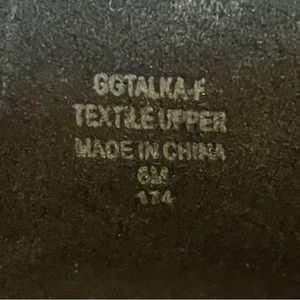 GGTALKA-F
TEXTILE UPPER
MADE IN CHINA
6M
174